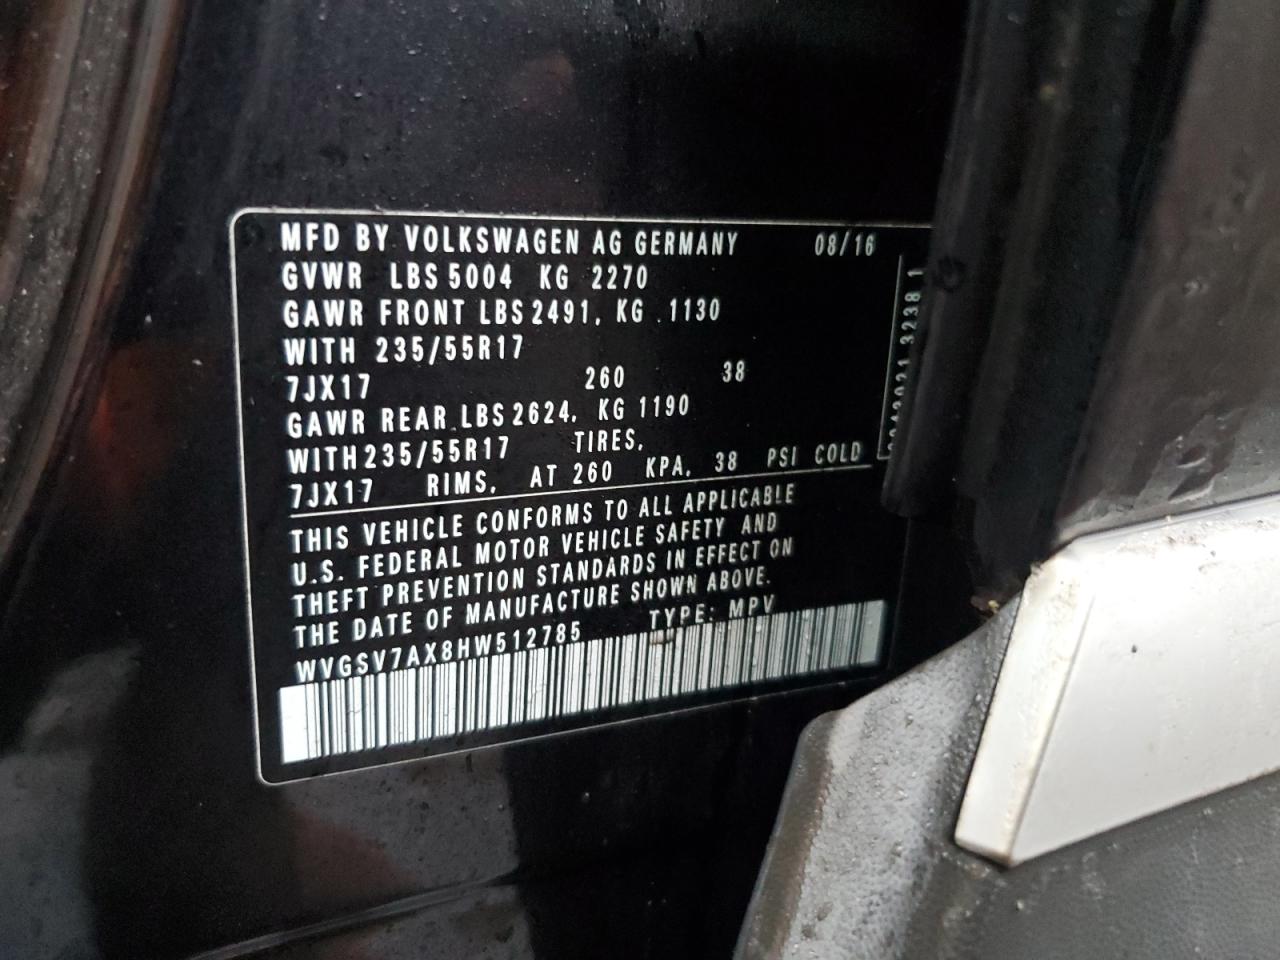 MFD BY VOLKSWAGEN AG GERMANY 08/16
GVWR LBS 5004 KG 2270
GAWR FRONT LBS 2491, KG 1130
WITH 235/55R17
7JX17 260 38
GAWR REAR LBS 2624, KG 1190
WITH 235/55R17 TIRES,
7JX17 RIMS, AT 260 KPA, 38 PSI COLD
THIS VEHICLE CONFORMS TO ALL APPLICABLE
U.S. FEDERAL MOTOR VEHICLE SAFETY AND
THEFT PREVENTION STANDARDS IN EFFECT ON
THE DATE OF MANUFACTURE SHOWN ABOVE.
WVGSV7AX8HW512785 TYPE: MPV
3238 1